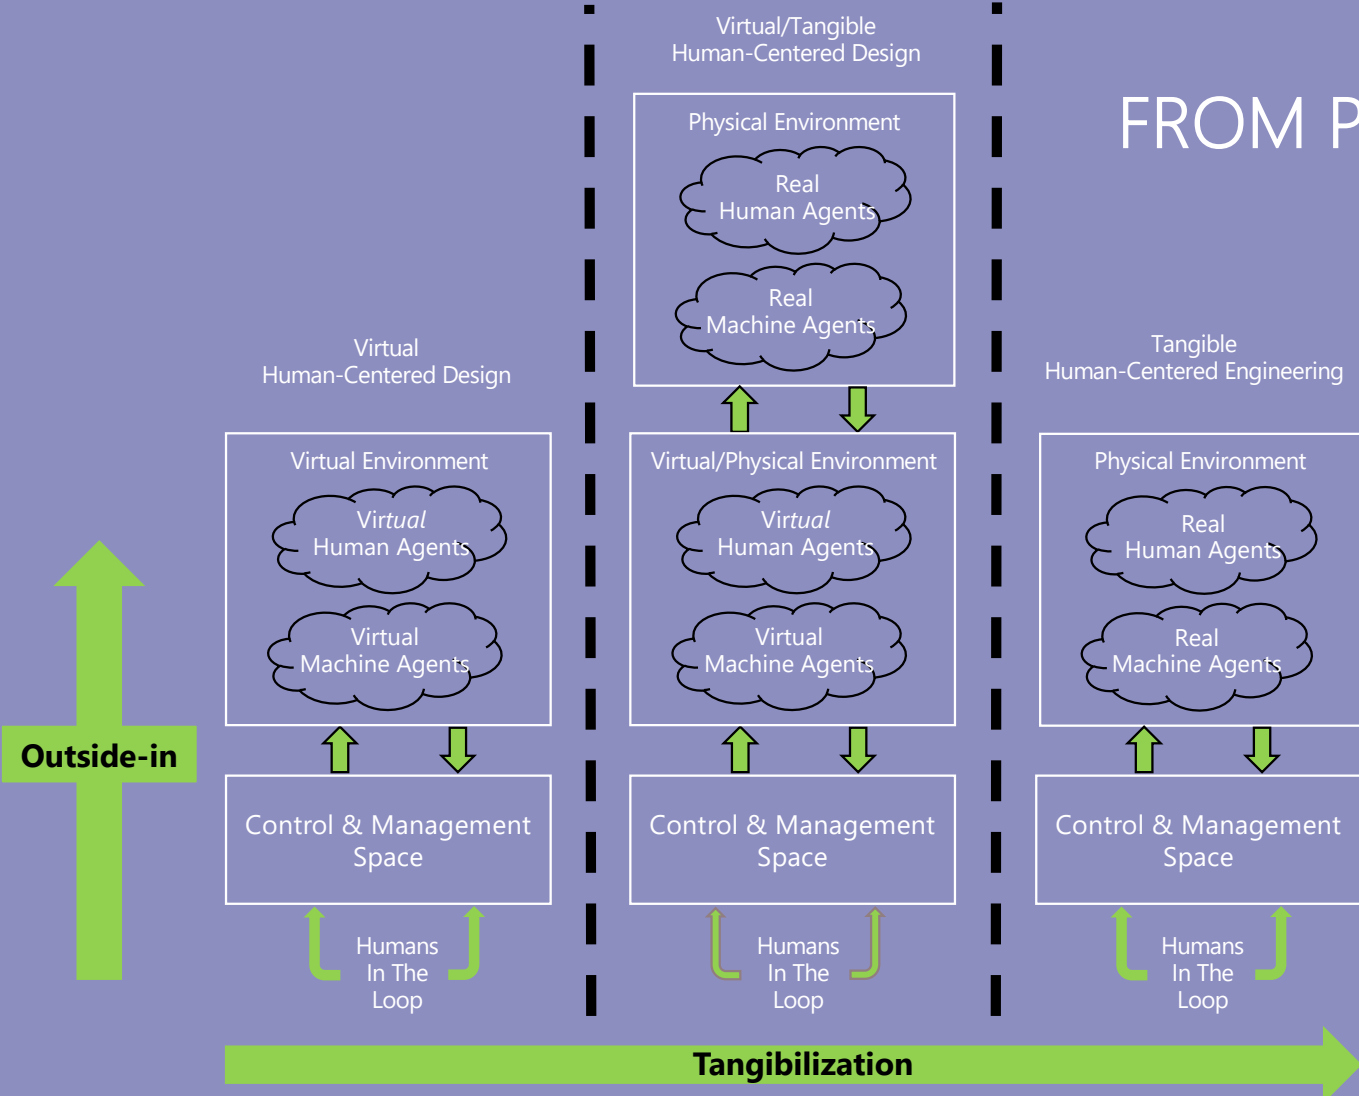 Virtual/Tangible
Human-Centered Design
FROM P
Physical Environment
Real
Human Agents
Real
Machine Agents
Virtual
Human-Centered Design
Tangible
Human-Centered Engineering
Virtual Environment
Virtual
Human Agents
Virtual
Machine Agents
Virtual/Physical Environment
Virtual
Human Agents
Virtual
Machine Agents
Physical Environment
Real
Human Agents
Real
Machine Agents
Outside-in
Control & Management
Space
Control & Management
Space
Control & Management
Space
Humans
In The
Loop
Humans
In The
Loop
Humans
In The
Loop
Tangibilization